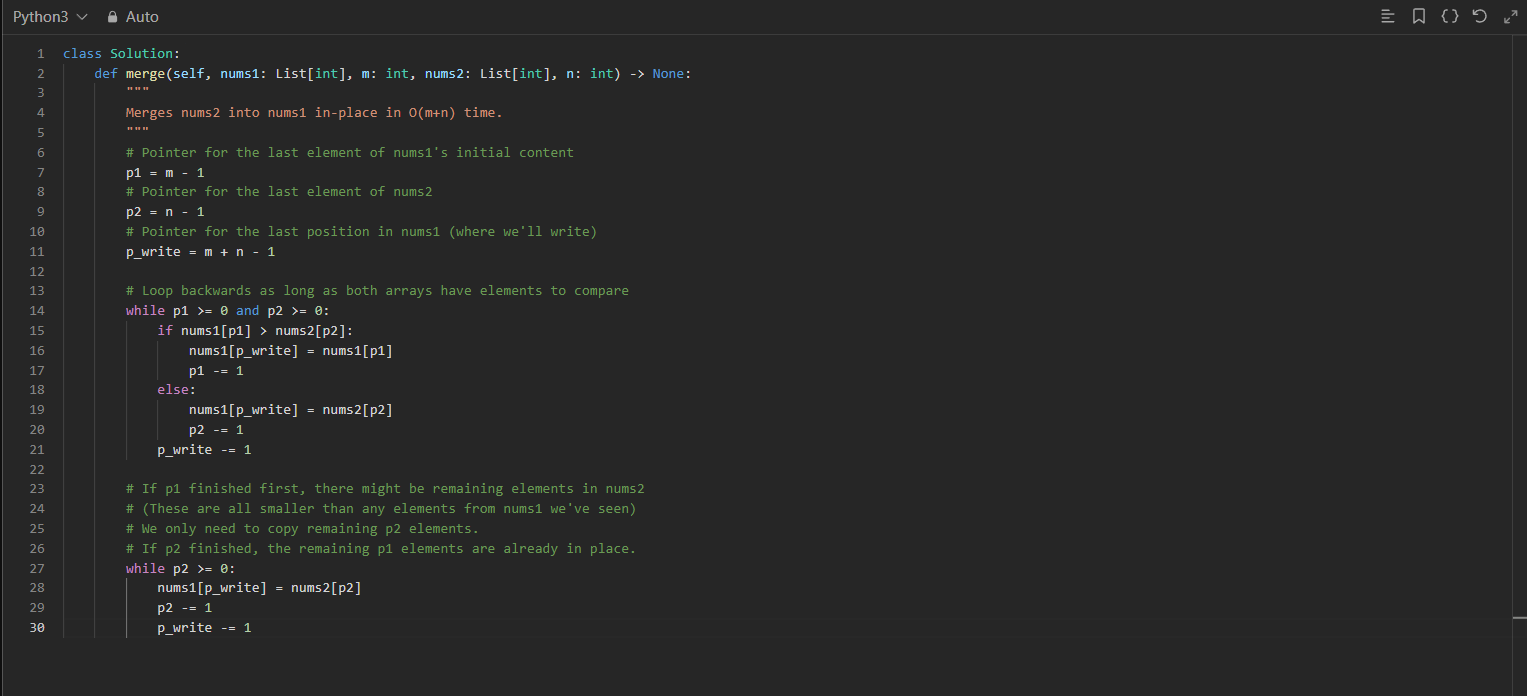 Python3 Auto
1 class Solution:
2     def merge(self, nums1: List[int], m: int, nums2: List[int], n: int) -> None:
3         """
4         Merges nums2 into nums1 in-place in O(m+n) time.
5         """
6         # Pointer for the last element of nums1's initial content
7         p1 = m - 1
8         # Pointer for the last element of nums2
9         p2 = n - 1
10         # Pointer for the last position in nums1 (where we'll write)
11         p_write = m + n - 1
12
13         # Loop backwards as long as both arrays have elements to compare
14         while p1 >= 0 and p2 >= 0:
15             if nums1[p1] > nums2[p2]:
16                 nums1[p_write] = nums1[p1]
17                 p1 -= 1
18             else:
19                 nums1[p_write] = nums2[p2]
20                 p2 -= 1
21             p_write -= 1
22
23         # If p1 finished first, there might be remaining elements in nums2
24         # (These are all smaller than any elements from nums1 we've seen)
25         # We only need to copy remaining p2 elements.
26         # If p2 finished, the remaining p1 elements are already in place.
27         while p2 >= 0:
28             nums1[p_write] = nums2[p2]
29             p2 -= 1
30             p_write -= 1